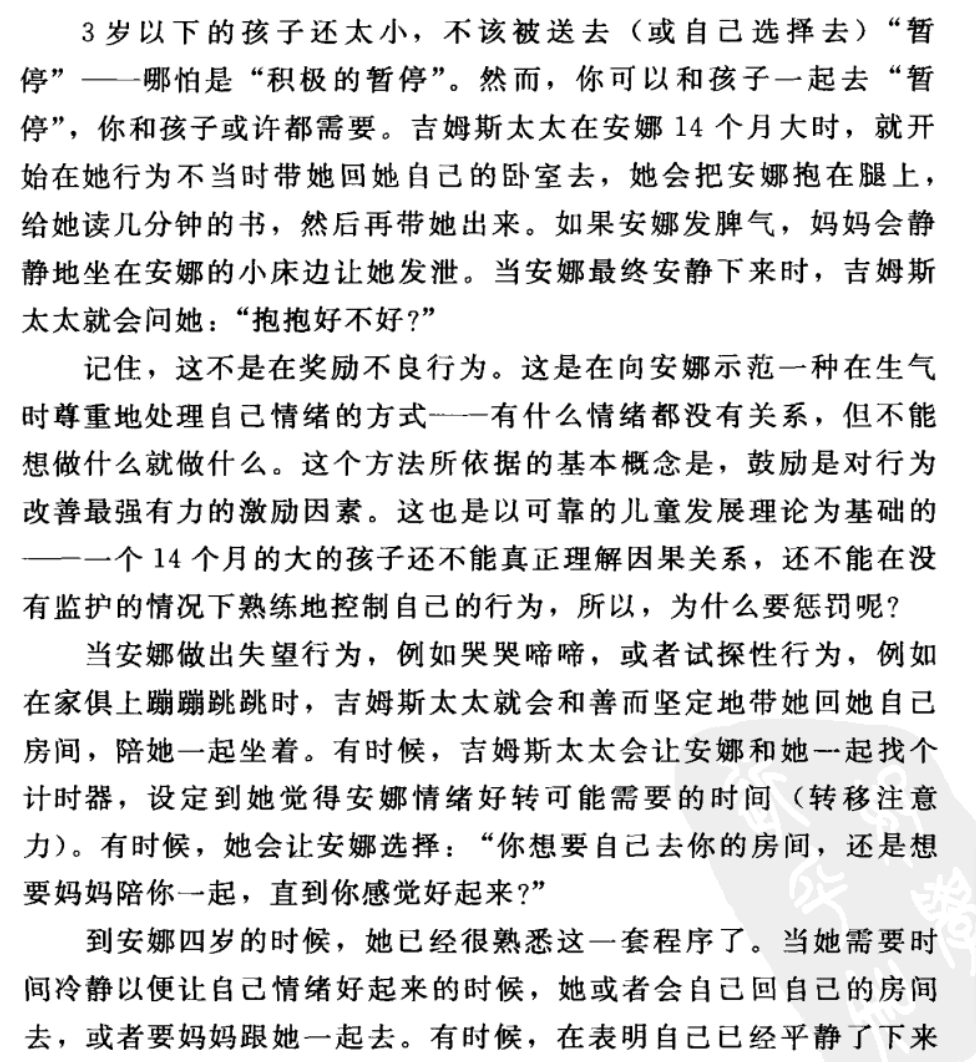 3岁以下的孩子还太小，不该被送去（或自己选择去）“暂
停”——哪怕是“积极的暂停”。然而，你可以和孩子一起去“暂
停”，你和孩子或许都需要。吉姆斯太太在安娜14个月大时，就开
始在她行为不当时带她回她自己的卧室去，她会把安娜抱在腿上，
给她读几分钟的书，然后再带她出来。如果安娜发脾气，妈妈会静
静地坐在安娜的小床边让她发泄。当安娜最终安静下来时，吉姆斯
太太就会问她：“抱抱好不好？”
记住，这不是在奖励不良行为。这是在向安娜示范一种在生气
时尊重地处理自己情绪的方式——有什么情绪都没有关系，但不能
想做什么就做什么。这个方法所依据的基本概念是，鼓励是对行为
改善最强有力的激励因素。这也是以可靠的儿童发展理论为基础的
——一个14个月的大的孩子还不能真正理解因果关系，还不能在没
有监护的情况下熟练地控制自己的行为，所以，为什么要惩罚呢？
当安娜做出失望行为，例如哭哭啼啼，或者试探性行为，例如
在家俱上蹦蹦跳跳时，吉姆斯太太就会和善而坚定地带她回她自己
房间，陪她一起坐着。有时候，吉姆斯太太会让安娜和她一起找个
计时器，设定到她觉得安娜情绪好转可能需要的时间（转移注意
力）。有时候，她会让安娜选择：“你想要自己去你的房间，还是想
要妈妈陪你一起，直到你感觉好起来？”
到安娜四岁的时候，她已经很熟悉这一套程序了。当她需要时
间冷静以便让自己情绪好起来的时候，她或者会自己回自己的房间
去，或者要妈妈跟她一起去。有时候，在表明自己已经平静了下来